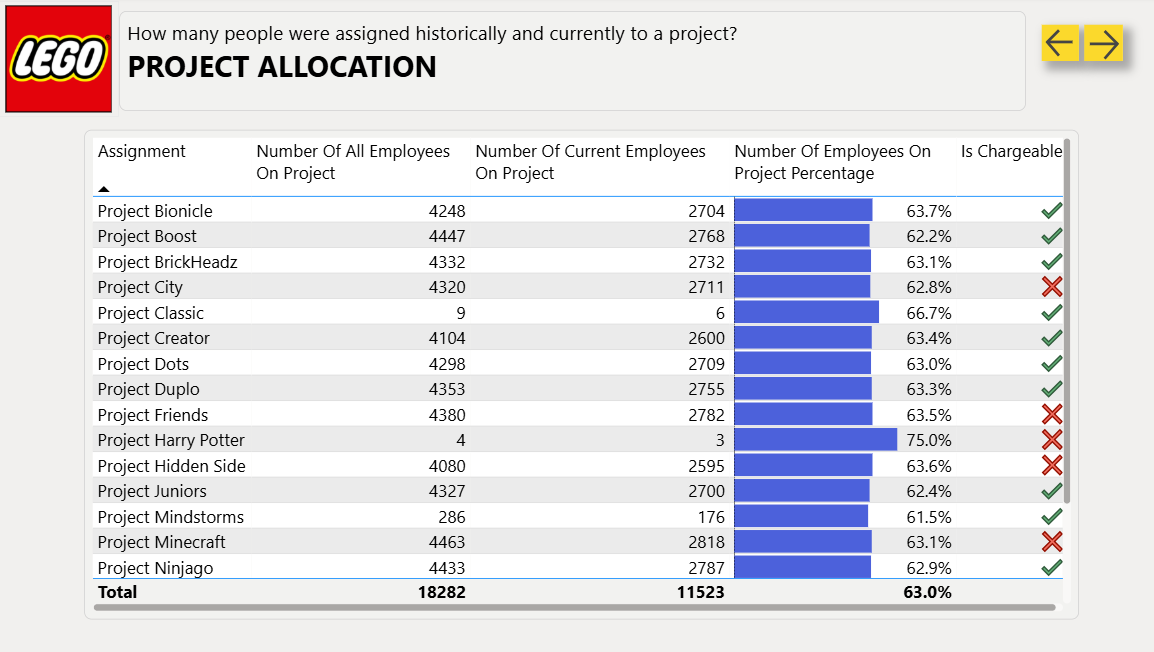 LEGO
How many people were assigned historically and currently to a project?
PROJECT ALLOCATION
Assignment Number Of All Employees On Project Number Of Current Employees On Project Number Of Employees On Project Percentage Is Chargeable
Project Bionicle 4248 2704 63.7%
Project Boost 4447 2768 62.2%
Project BrickHeadz 4332 2732 63.1%
Project City 4320 2711 62.8%
Project Classic 9 6 66.7%
Project Creator 4104 2600 63.4%
Project Dots 4298 2709 63.0%
Project Duplo 4353 2755 63.3%
Project Friends 4380 2782 63.5%
Project Harry Potter 4 3 75.0%
Project Hidden Side 4080 2595 63.6%
Project Juniors 4327 2700 62.4%
Project Mindstorms 286 176 61.5%
Project Minecraft 4463 2818 63.1%
Project Ninjago 4433 2787 62.9%
Total 18282 11523 63.0%